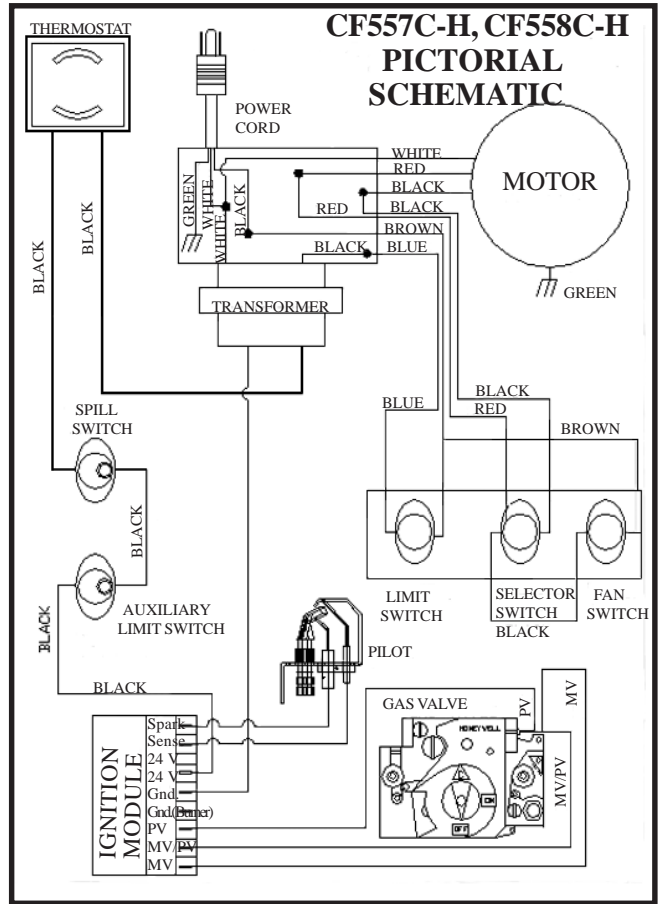 CF557C-H, CF558C-H
PICTORIAL
SCHEMATIC
THERMOSTAT
POWER
CORD
WHITE
RED
BLACK
MOTOR
GREEN
WHITE
BLACK
WHITE
RED
BLACK
BROWN
BLACK
BLUE
BLACK
BLACK
TRANSFORMER
GREEN
SPILL
SWITCH
BLUE
BLACK
RED
BROWN
BLACK
AUXILIARY
LIMIT SWITCH
BLACK
LIMIT
SWITCH
SELECTOR
SWITCH
FAN
SWITCH
BLACK
PILOT
BLACK
GAS VALVE
PV
MV
HONEYWELL
ON
OFF
MV/PV
IGNITION
MODULE
Spark
Sense
24 V
24 V
Gnd.
Gnd.(Burner)
PV
MV/PV
MV